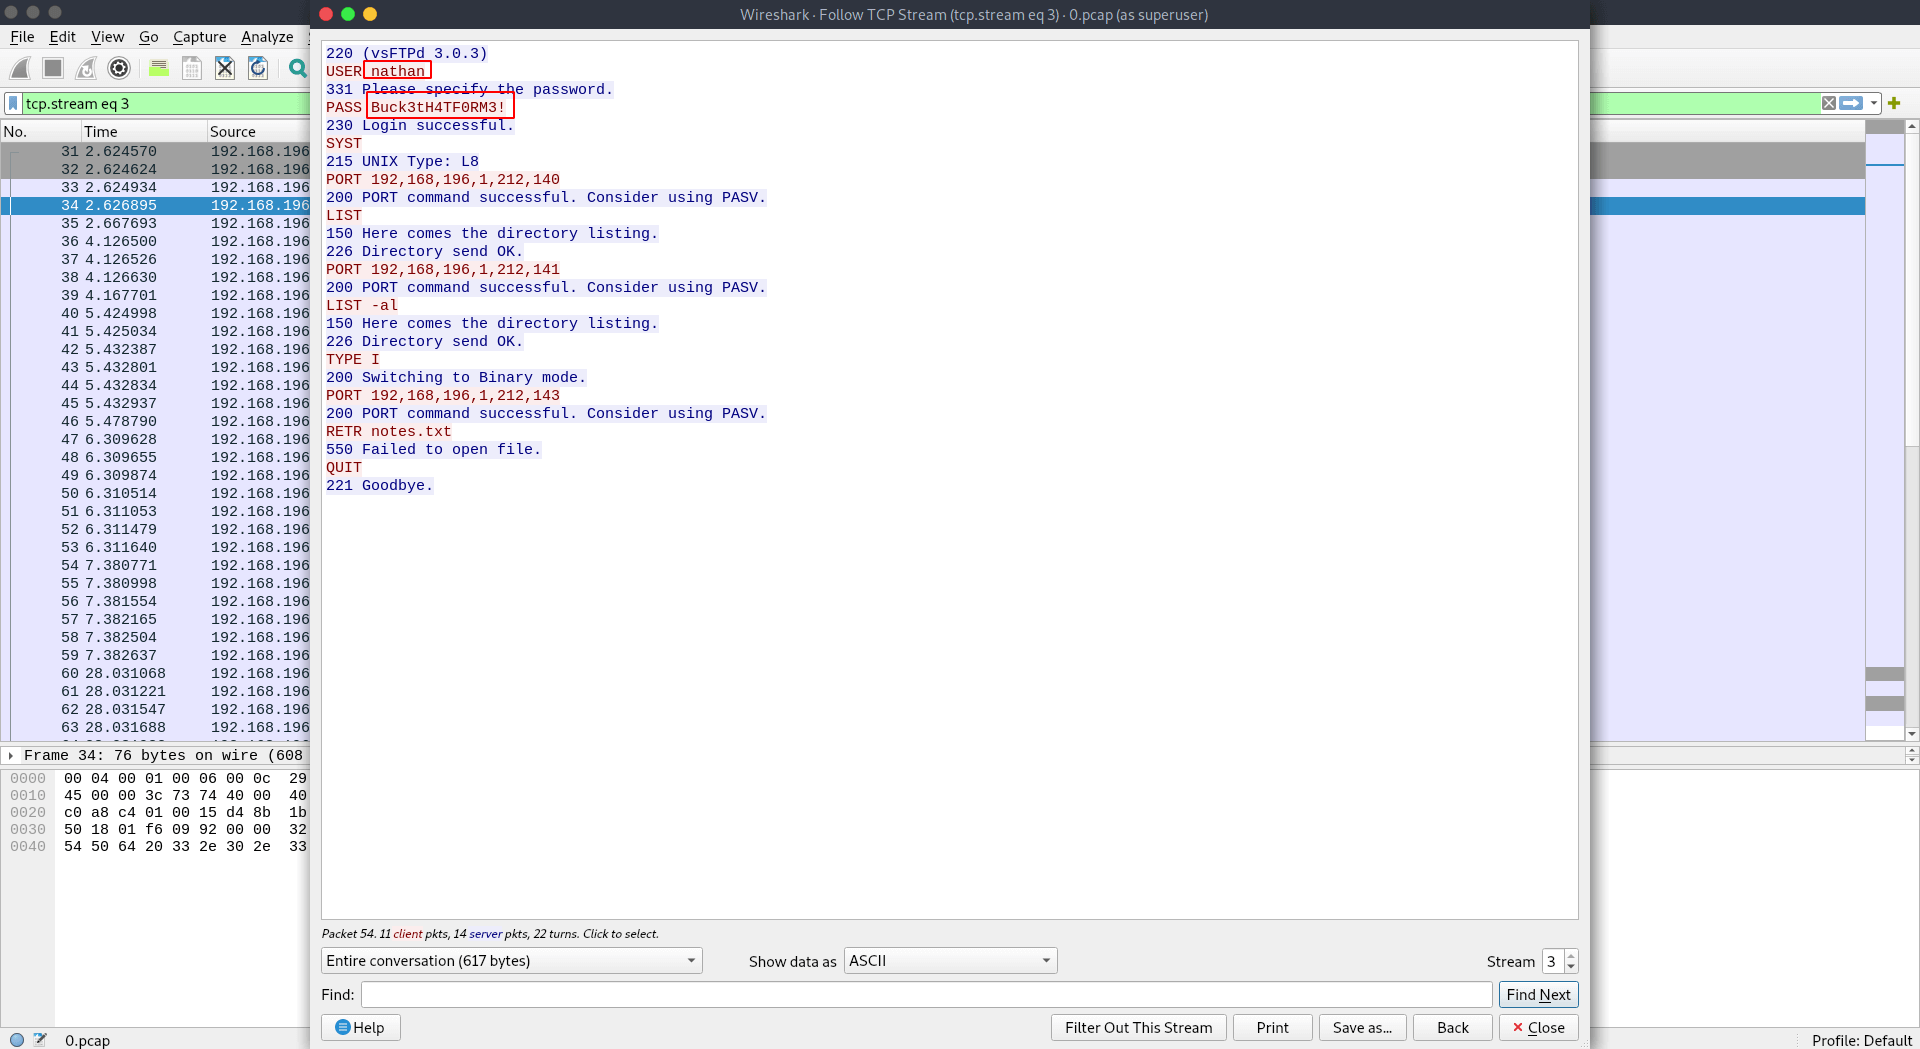 Wireshark · Follow TCP Stream (tcp.stream eq 3) · 0.pcap (as superuser)
File Edit View Go Capture Analyze
tcp.stream eq 3
No. Time Source
31 2.624570 192.168.196
32 2.624624 192.168.196
33 2.624934 192.168.196
34 2.626895 192.168.196
35 2.667693 192.168.196
36 4.126500 192.168.196
37 4.126526 192.168.196
38 4.126630 192.168.196
39 4.167701 192.168.196
40 5.424998 192.168.196
41 5.425034 192.168.196
42 5.432387 192.168.196
43 5.432801 192.168.196
44 5.432834 192.168.196
45 5.432937 192.168.196
46 5.478790 192.168.196
47 6.309628 192.168.196
48 6.309655 192.168.196
49 6.309874 192.168.196
50 6.310514 192.168.196
51 6.311053 192.168.196
52 6.311479 192.168.196
53 6.311640 192.168.196
54 7.380771 192.168.196
55 7.380998 192.168.196
56 7.381554 192.168.196
57 7.382165 192.168.196
58 7.382504 192.168.196
59 7.382637 192.168.196
60 28.031068 192.168.196
61 28.031221 192.168.196
62 28.031547 192.168.196
63 28.031688 192.168.196
Frame 34: 76 bytes on wire (608
0000 00 04 00 01 00 06 00 0c 29
0010 45 00 00 3c 73 74 40 00 40
0020 c0 a8 c4 01 00 15 d4 8b 1b
0030 50 18 01 f6 09 92 00 00 32
0040 54 50 64 20 33 2e 30 2e 33
0.pcap
220 (vsFTPd 3.0.3)
USER nathan
331 Please specify the password.
PASS Buck3tH4TF0RM3!
230 Login successful.
SYST
215 UNIX Type: L8
PORT 192,168,196,1,212,140
200 PORT command successful. Consider using PASV.
LIST
150 Here comes the directory listing.
226 Directory send OK.
PORT 192,168,196,1,212,141
200 PORT command successful. Consider using PASV.
LIST -al
150 Here comes the directory listing.
226 Directory send OK.
TYPE I
200 Switching to Binary mode.
PORT 192,168,196,1,212,143
200 PORT command successful. Consider using PASV.
RETR notes.txt
550 Failed to open file.
QUIT
221 Goodbye.
Packet 54. 11 client pkts, 14 server pkts, 22 turns. Click to select.
Entire conversation (617 bytes) Show data as ASCII Stream 3
Find: Find Next
Help Filter Out This Stream Print Save as... Back Close
Profile: Default